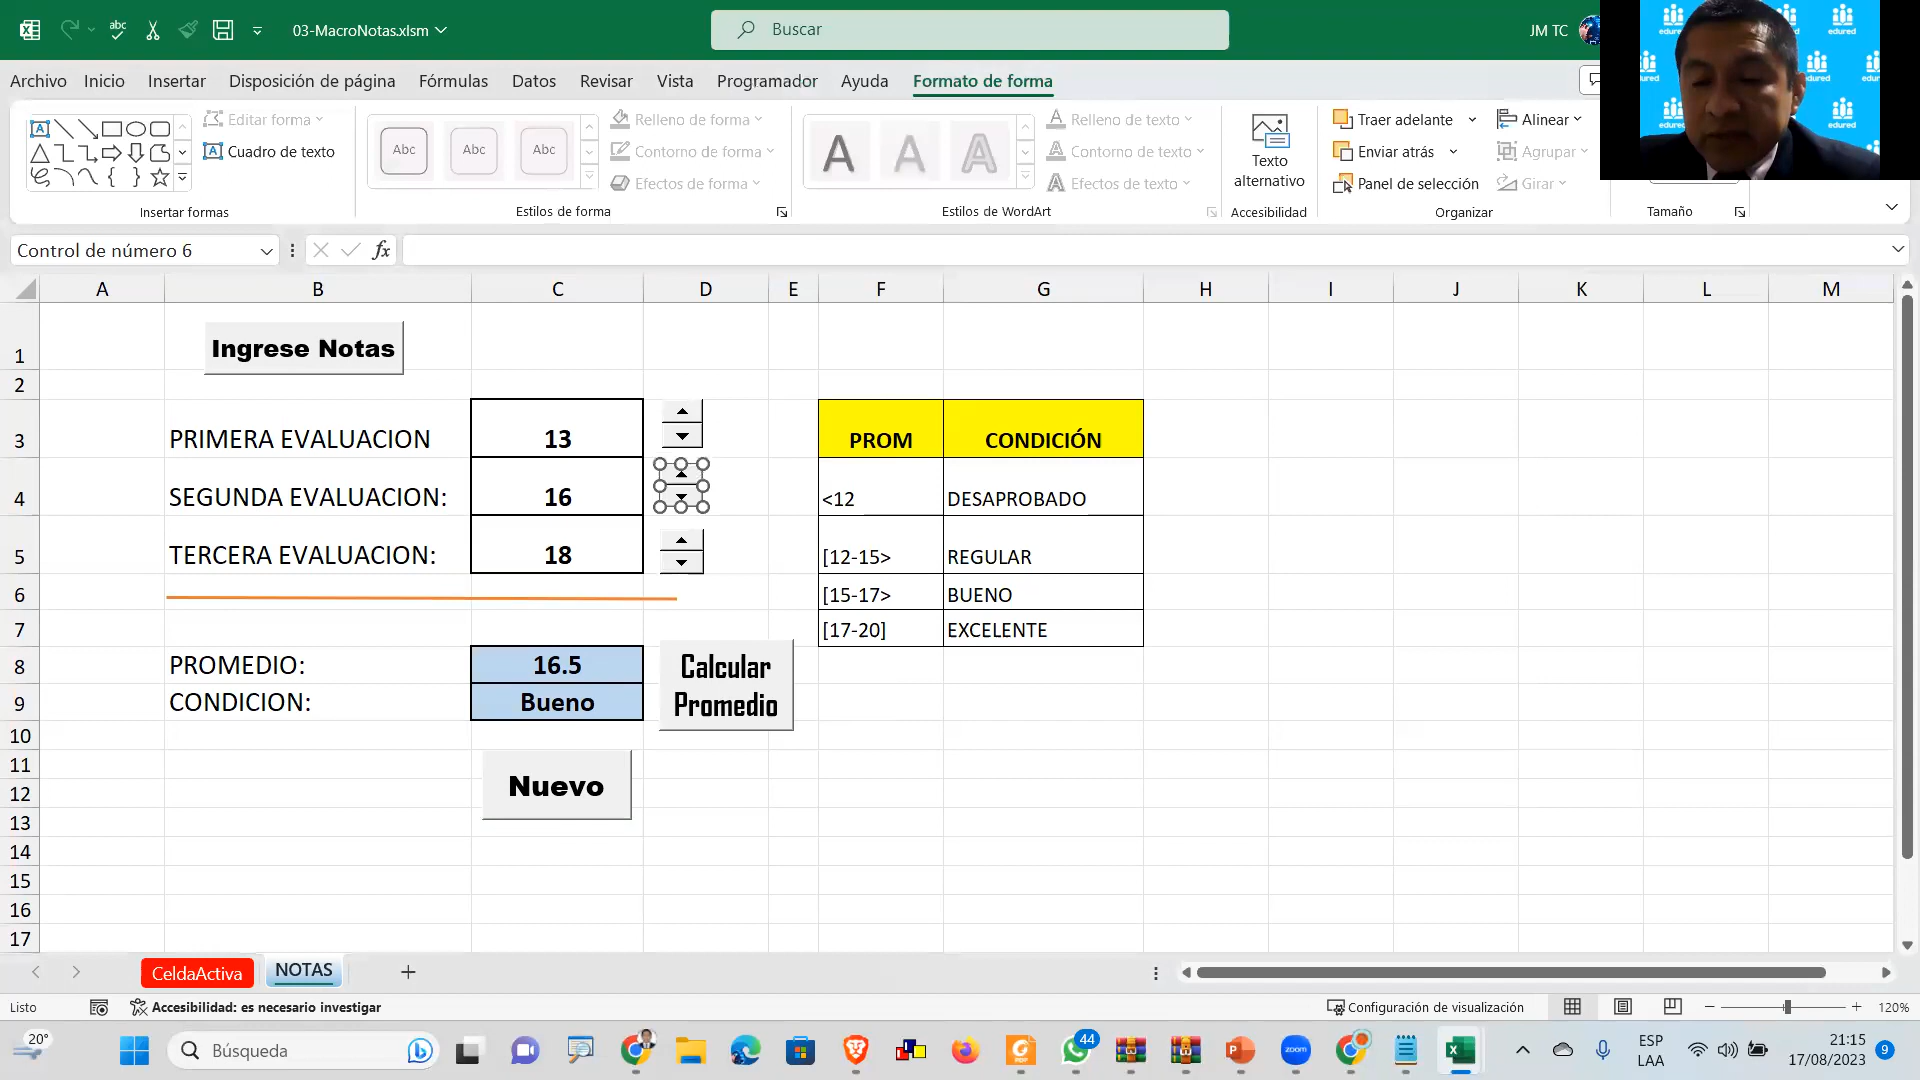 abc
03-MacroNotas.xlsm
Buscar
JM TC
Archivo Inicio Insertar Disposición de página Fórmulas Datos Revisar Vista Programador Ayuda Formato de forma
A
Editar forma
Cuadro de texto
Insertar formas
Abc Abc Abc
Relleno de forma
Contorno de forma
Efectos de forma
Estilos de forma
A A A
Relleno de texto
Contorno de texto
Efectos de texto
Estilos de WordArt
Texto
alternativo
Accesibilidad
Traer adelante
Enviar atrás
Panel de selección
Alinear
Agrupar
Girar
Organizar
Tamaño
edured
edured
edured
edured
Control de número 6
fx
A B C D E F G H I J K L M
1 Ingrese Notas
2
3 PRIMERA EVALUACION 13 PROM CONDICIÓN
4 SEGUNDA EVALUACION: 16 <12 DESAPROBADO
5 TERCERA EVALUACION: 18 [12-15> REGULAR
6 [15-17> BUENO
7 [17-20] EXCELENTE
8 PROMEDIO: 16.5
9 CONDICION: Bueno
Calcular
Promedio
10
11
Nuevo
12
13
14
15
16
17
CeldaActiva NOTAS
Listo
Accesibilidad: es necesario investigar
Configuración de visualización
120%
20°
Búsqueda
44
zoom
ESP
LAA
21:15
17/08/2023
9